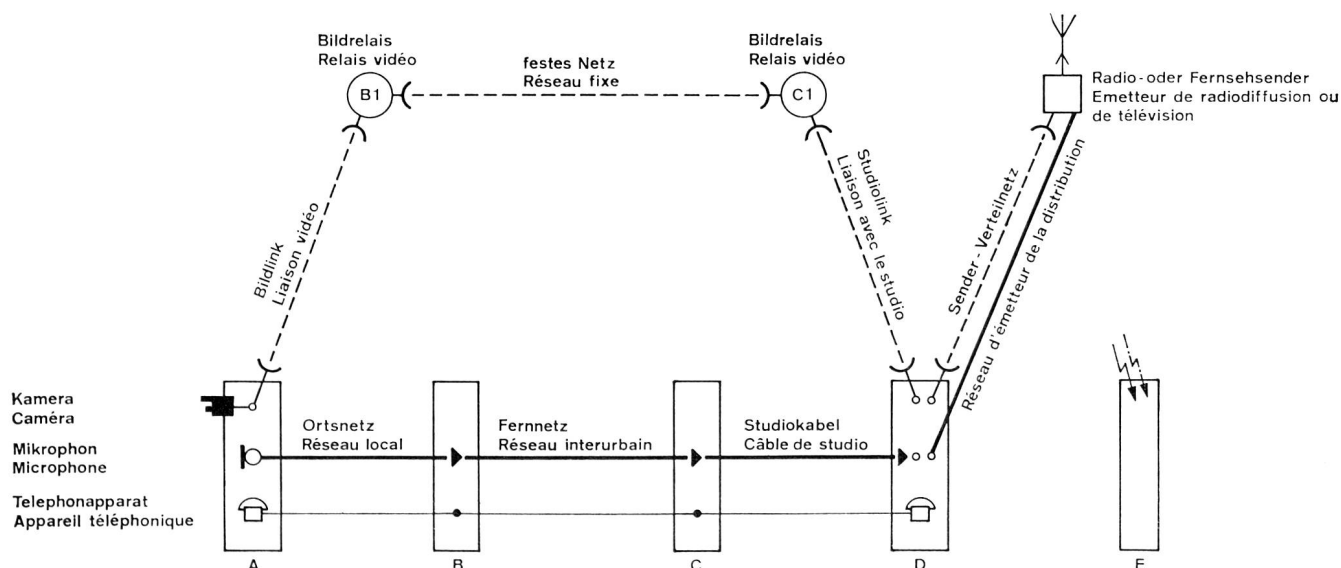 Bildrelais
Relais vidéo
B1
festes Netz
Réseau fixe
Bildrelais
Relais vidéo
C1
Radio-oder Fernsehsender
Emetteur de radiodiffusion ou
de télévision
Bildlink
Liaison vidéo
Studiolink
Liaison avec le studio
Sender-Verteilnetz
Réseau d'émetteur de la distribution
Kamera
Caméra
Mikrophon
Microphone
Telephonapparat
Appareil téléphonique
Ortsnetz
Réseau local
Fernnetz
Réseau interurbain
Studiokabel
Câble de studio
A
B
C
D
E